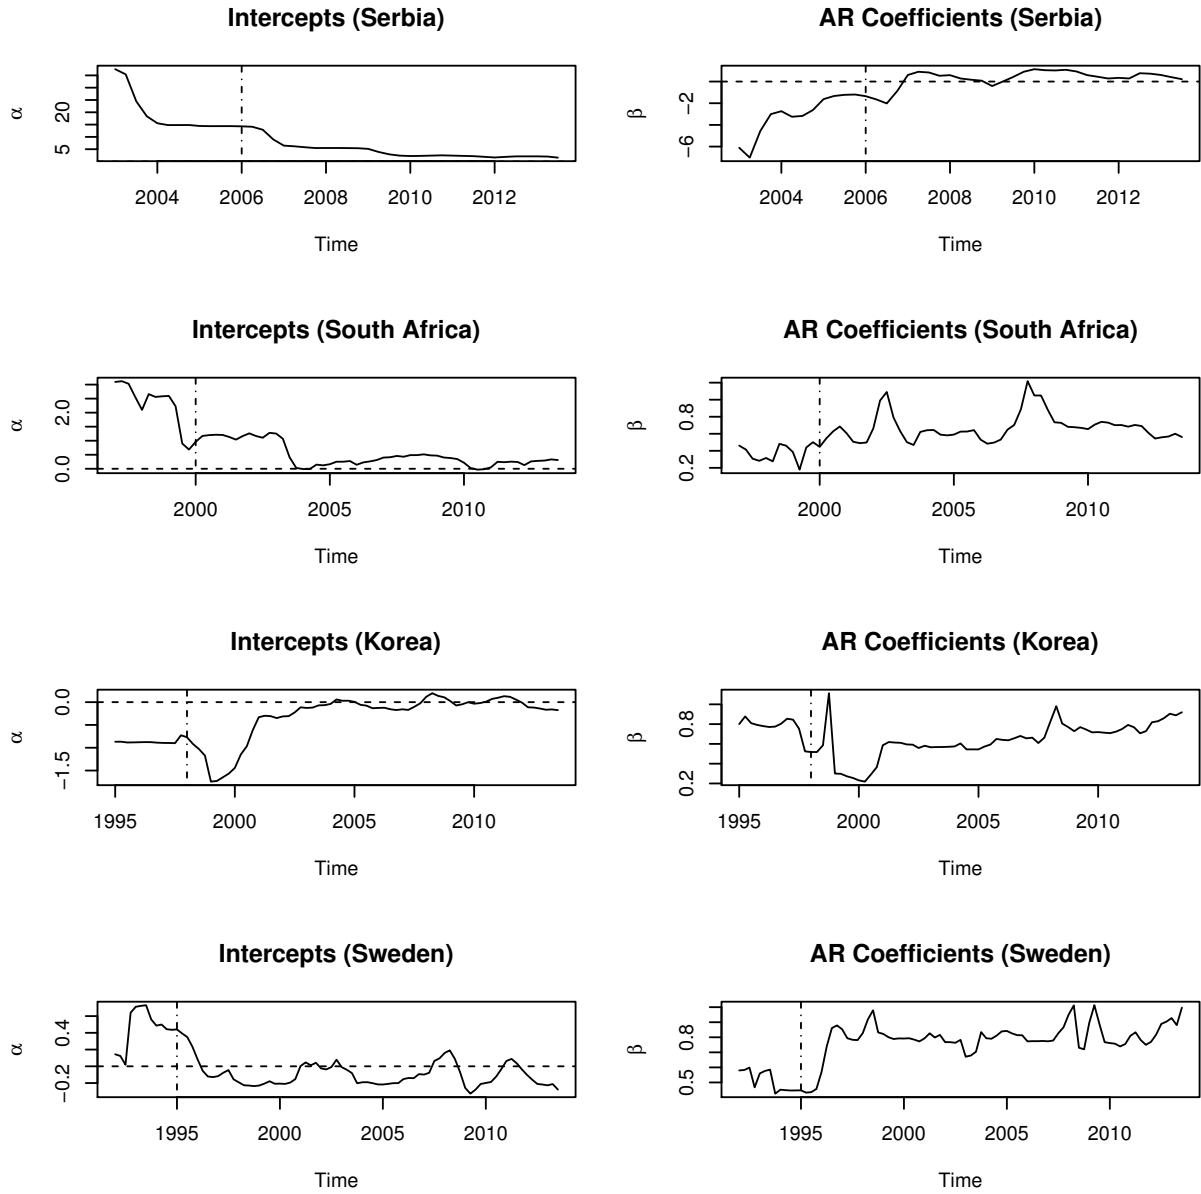 Intercepts (Serbia)
α
20
5
2004 2006 2008 2010 2012
Time
AR Coefficients (Serbia)
β
−2
−6
2004 2006 2008 2010 2012
Time
Intercepts (South Africa)
α
2.0
0.0
2000 2005 2010
Time
AR Coefficients (South Africa)
β
0.8
0.2
2000 2005 2010
Time
Intercepts (Korea)
α
0.0
−1.5
1995 2000 2005 2010
Time
AR Coefficients (Korea)
β
0.8
0.2
1995 2000 2005 2010
Time
Intercepts (Sweden)
α
0.4
−0.2
1995 2000 2005 2010
Time
AR Coefficients (Sweden)
β
0.8
0.5
1995 2000 2005 2010
Time